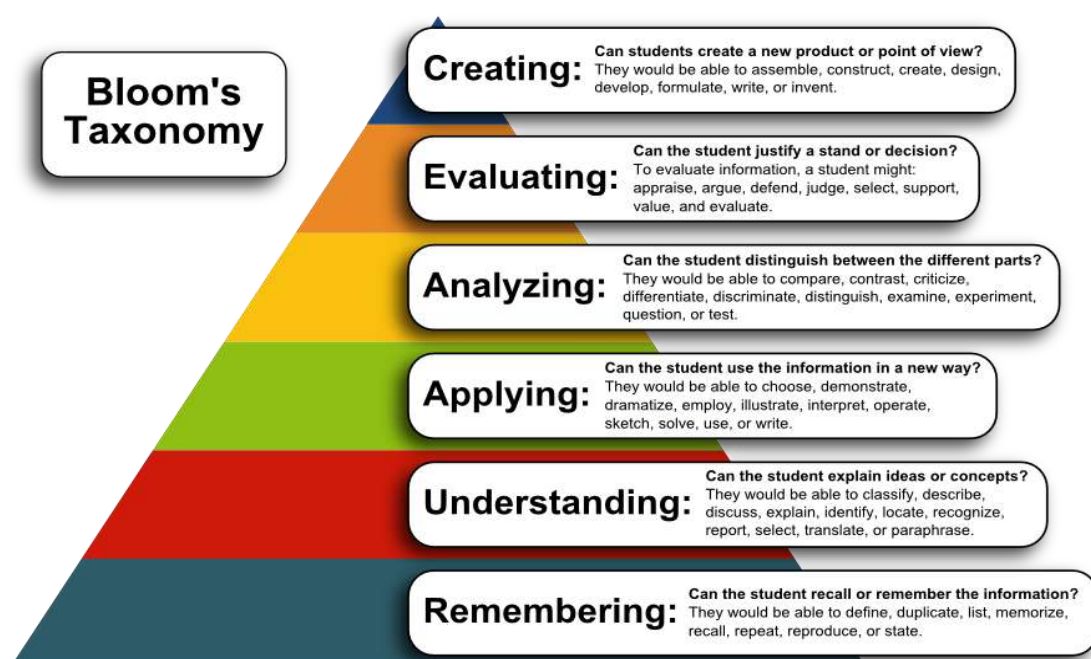 Bloom's
Taxonomy
Creating:
Can students create a new product or point of view?
They would be able to assemble, construct, create, design,
develop, formulate, write, or invent.
Evaluating:
Can the student justify a stand or decision?
To evaluate information, a student might:
appraise, argue, defend, judge, select, support,
value, and evaluate.
Analyzing:
Can the student distinguish between the different parts?
They would be able to compare, contrast, criticize,
differentiate, discriminate, distinguish, examine, experiment,
question, or test.
Applying:
Can the student use the information in a new way?
They would be able to choose, demonstrate,
dramatize, employ, illustrate, interpret, operate,
sketch, solve, use, or write.
Understanding:
Can the student explain ideas or concepts?
They would be able to classify, describe,
discuss, explain, identify, locate, recognize,
report, select, translate, or paraphrase.
Remembering:
Can the student recall or remember the information?
They would be able to define, duplicate, list, memorize,
recall, repeat, reproduce, or state.